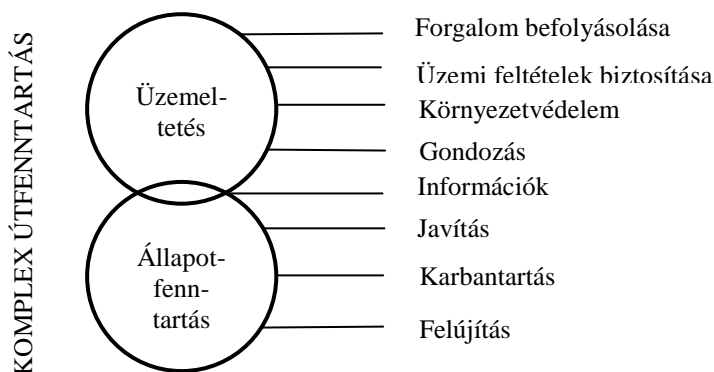 KOMPLEX ÚTFENNTARTÁS
Üzemel-
tetés
Állapot-
fenn-
tartás
Forgalom befolyásolása
Üzemi feltételek biztosítása
Környezetvédelem
Gondozás
Információk
Javítás
Karbantartás
Felújítás